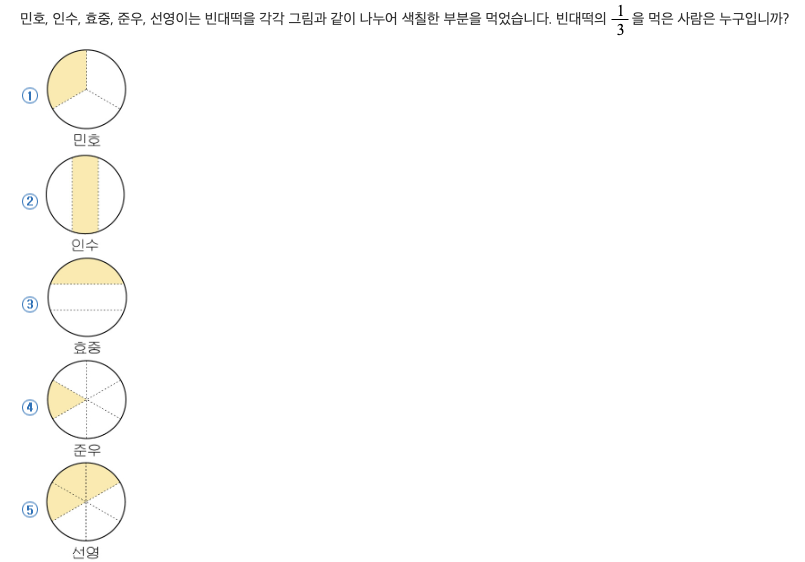 민호, 인수, 효중, 준우, 선영이는 빈대떡을 각각 그림과 같이 나누어 색칠한 부분을 먹었습니다. 빈대떡의 1/3 을 먹은 사람은 누구입니까?
①
민호
②
인수
③
효중
④
준우
⑤
선영